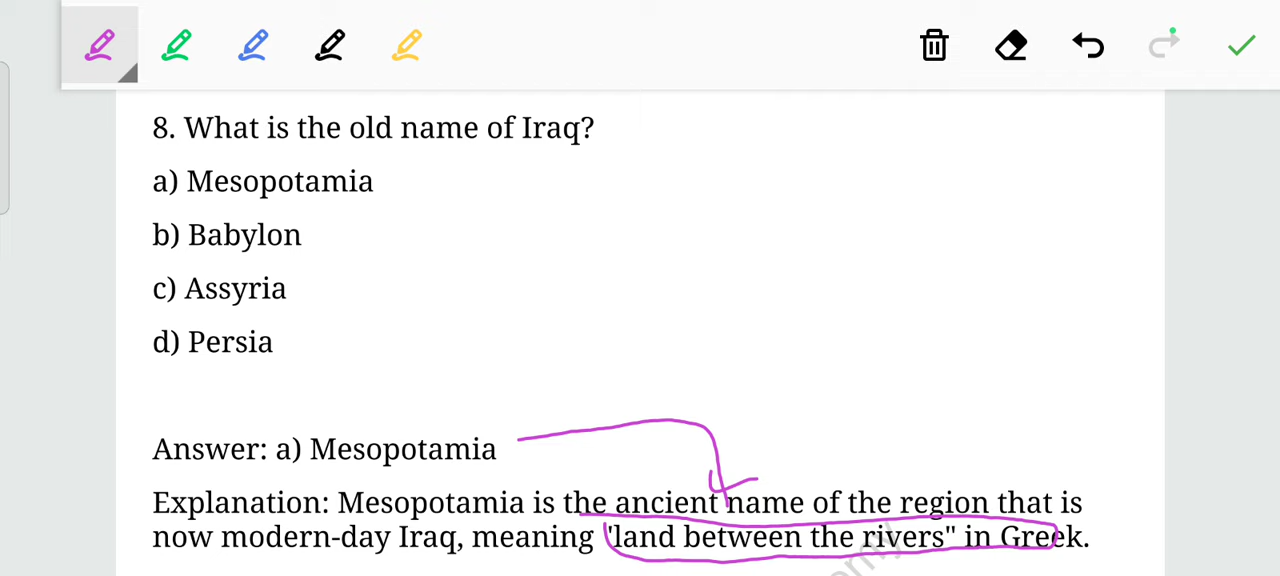 8. What is the old name of Iraq?
a) Mesopotamia
b) Babylon
c) Assyria
d) Persia
Answer: a) Mesopotamia
Explanation: Mesopotamia is the ancient name of the region that is
now modern-day Iraq, meaning "land between the rivers" in Greek.